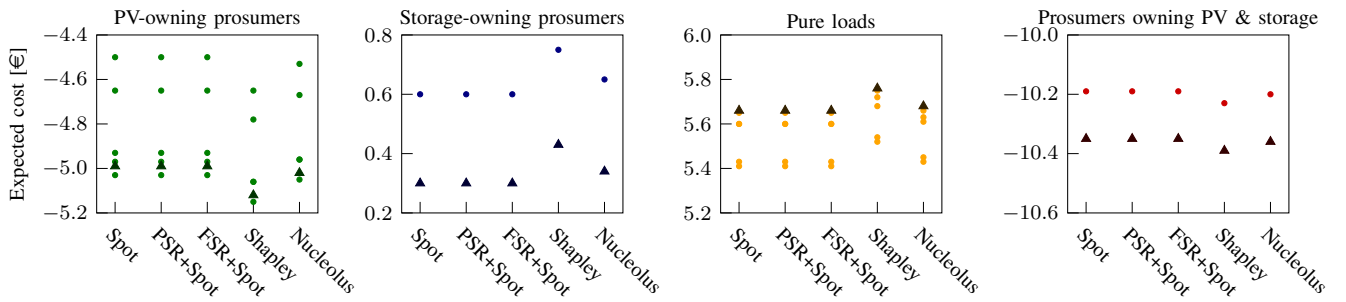 PV-owning prosumers
Expected cost [€]
−4.4
−4.6
−4.8
−5.0
−5.2
Spot
PSR+Spot
FSR+Spot
Shapley
Nucleolus
Storage-owning prosumers
0.8
0.6
0.4
0.2
Spot
PSR+Spot
FSR+Spot
Shapley
Nucleolus
Pure loads
6.0
5.8
5.6
5.4
5.2
Spot
PSR+Spot
FSR+Spot
Shapley
Nucleolus
Prosumers owning PV & storage
−10.0
−10.2
−10.4
−10.6
Spot
PSR+Spot
FSR+Spot
Shapley
Nucleolus